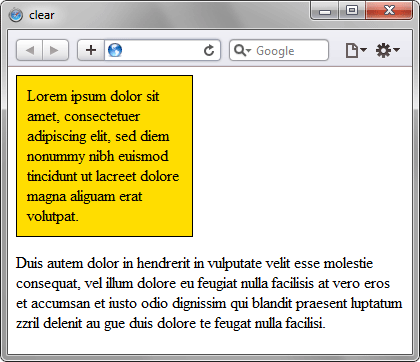 clear
Google
Lorem ipsum dolor sit
amet, consectetuer
adipiscing elit, sed diem
nonummy nibh euismod
tincidunt ut lacreet dolore
magna aliguam erat
volutpat.
Duis autem dolor in hendrerit in vulputate velit esse molestie
consequat, vel illum dolore eu feugiat nulla facilisis at vero eros
et accumsan et iusto odio dignissim qui blandit praesent luptatum
zzril delenit au gue duis dolore te feugat nulla facilisi.